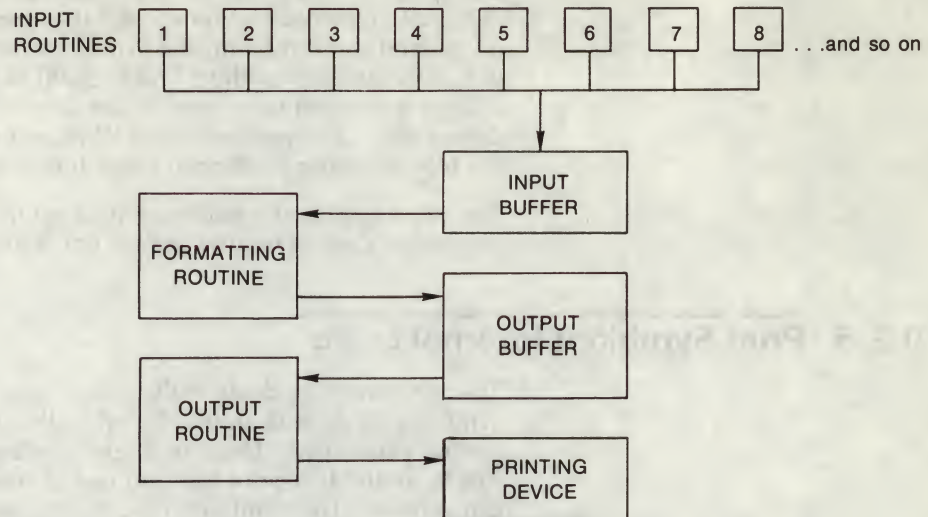 INPUT
ROUTINES
1 2 3 4 5 6 7 8 . . .and so on
INPUT
BUFFER
FORMATTING
ROUTINE
OUTPUT
BUFFER
OUTPUT
ROUTINE
PRINTING
DEVICE